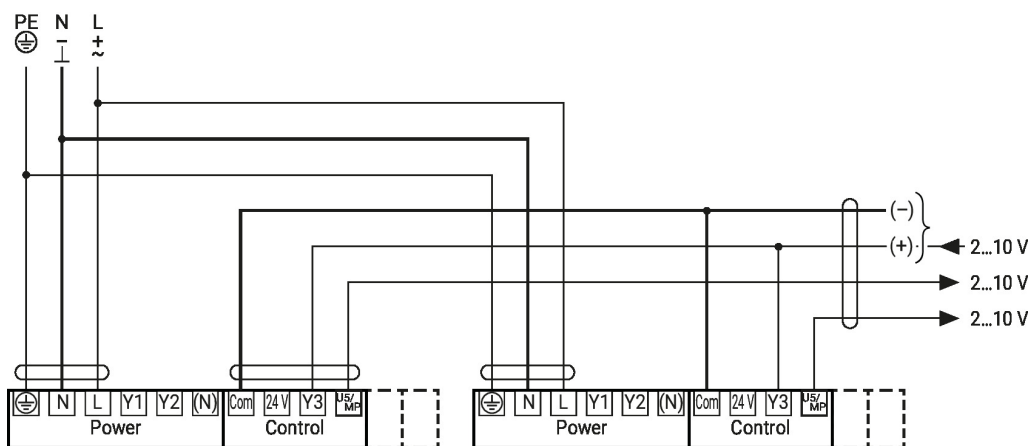 PE N L
- +
~
(−)
(+) 2...10 V
2...10 V
2...10 V
N L Y1 Y2 (N) Com 24 V Y3 U5/MP N L Y1 Y2 (N) Com 24 V Y3 U5/MP
Power Control Power Control